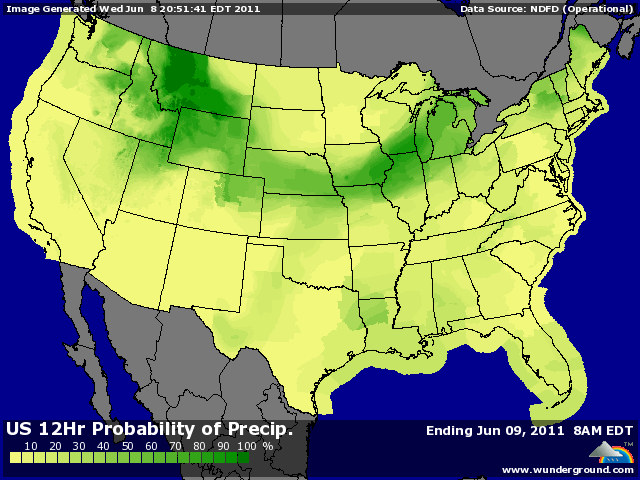 Image Generated Wed Jun 8 20:51:41 EDT 2011 Data Source: NDFD (Operational)
US 12Hr Probability of Precip. Ending Jun 09, 2011 8AM EDT
10 20 30 40 50 60 70 80 90 100 %
www.wunderground.com